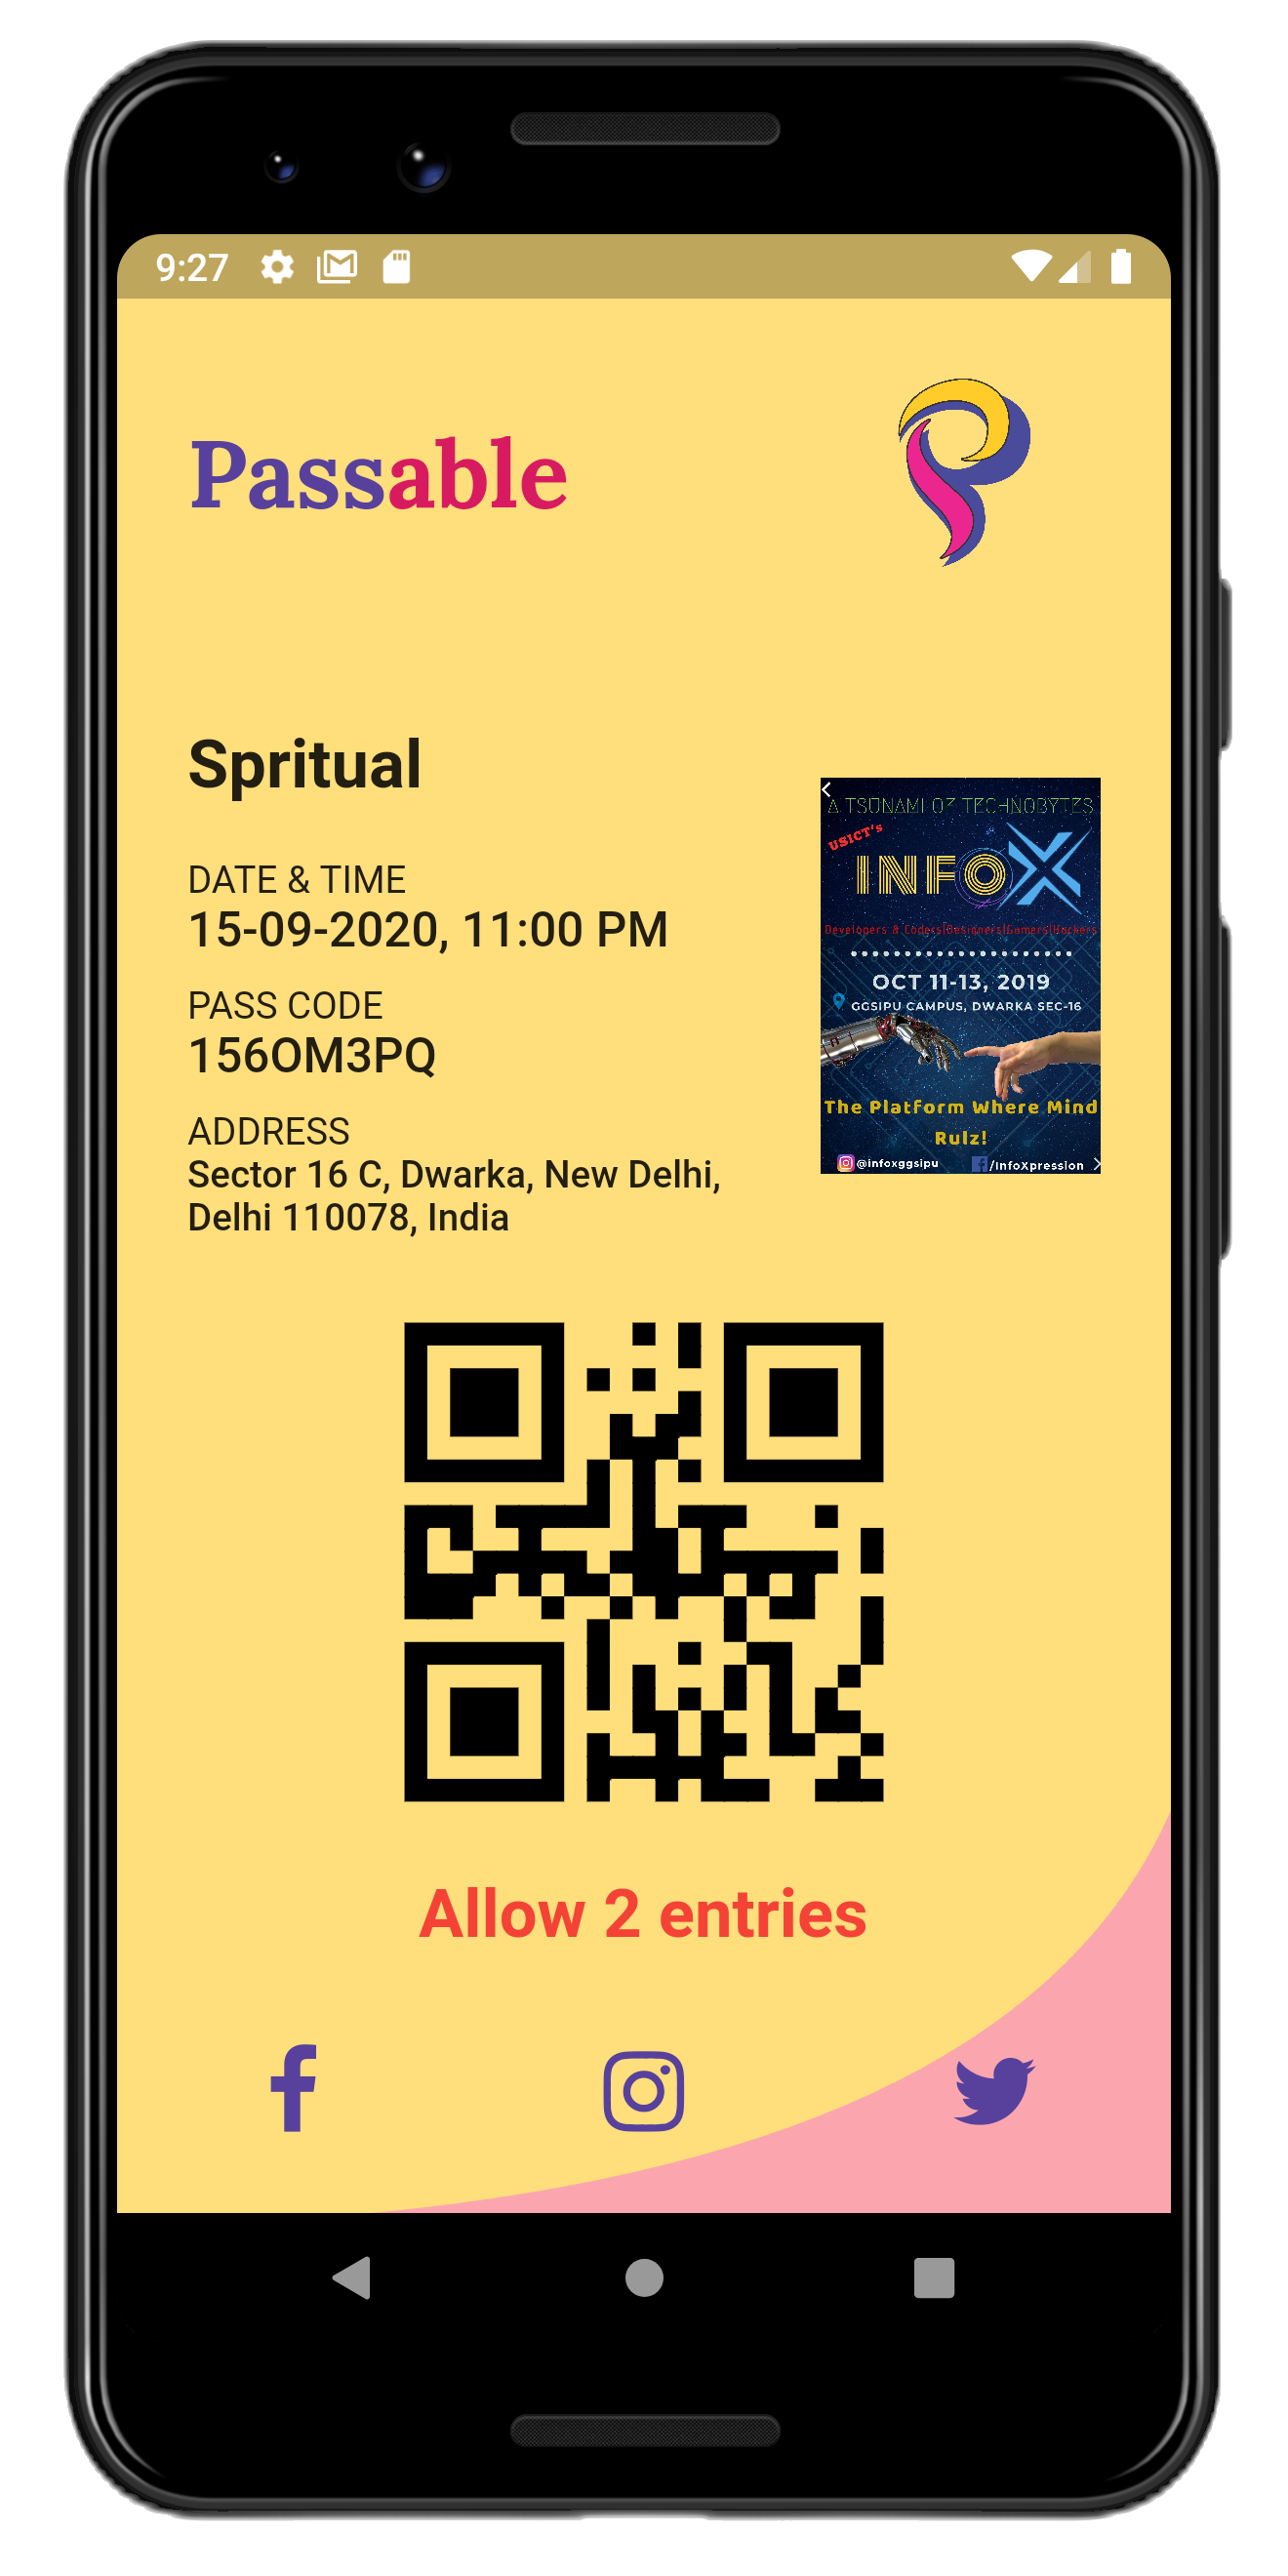 9:27
Passable
Spritual
DATE & TIME
15-09-2020, 11:00 PM
PASS CODE
156OM3PQ
ADDRESS
Sector 16 C, Dwarka, New Delhi,
Delhi 110078, India
A TSUNAMI OF TECHNOBYTES
USICT's
INFOX
Developers & Coders|Designers|Gamers|Hackers
OCT 11-13, 2019
GGSIPU CAMPUS, DWARKA SEC-16
The Platform Where Mind
Rulz!
@infoxggsipu
/InfoXpression
Allow 2 entries